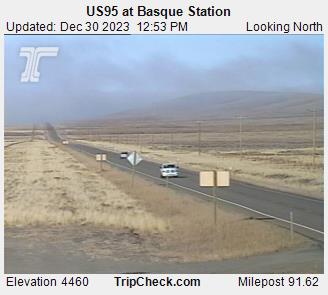 US95 at Basque Station
Updated: Dec 30 2023 12:53 PM Looking North
Elevation 4460 TripCheck.com Milepost 91.62